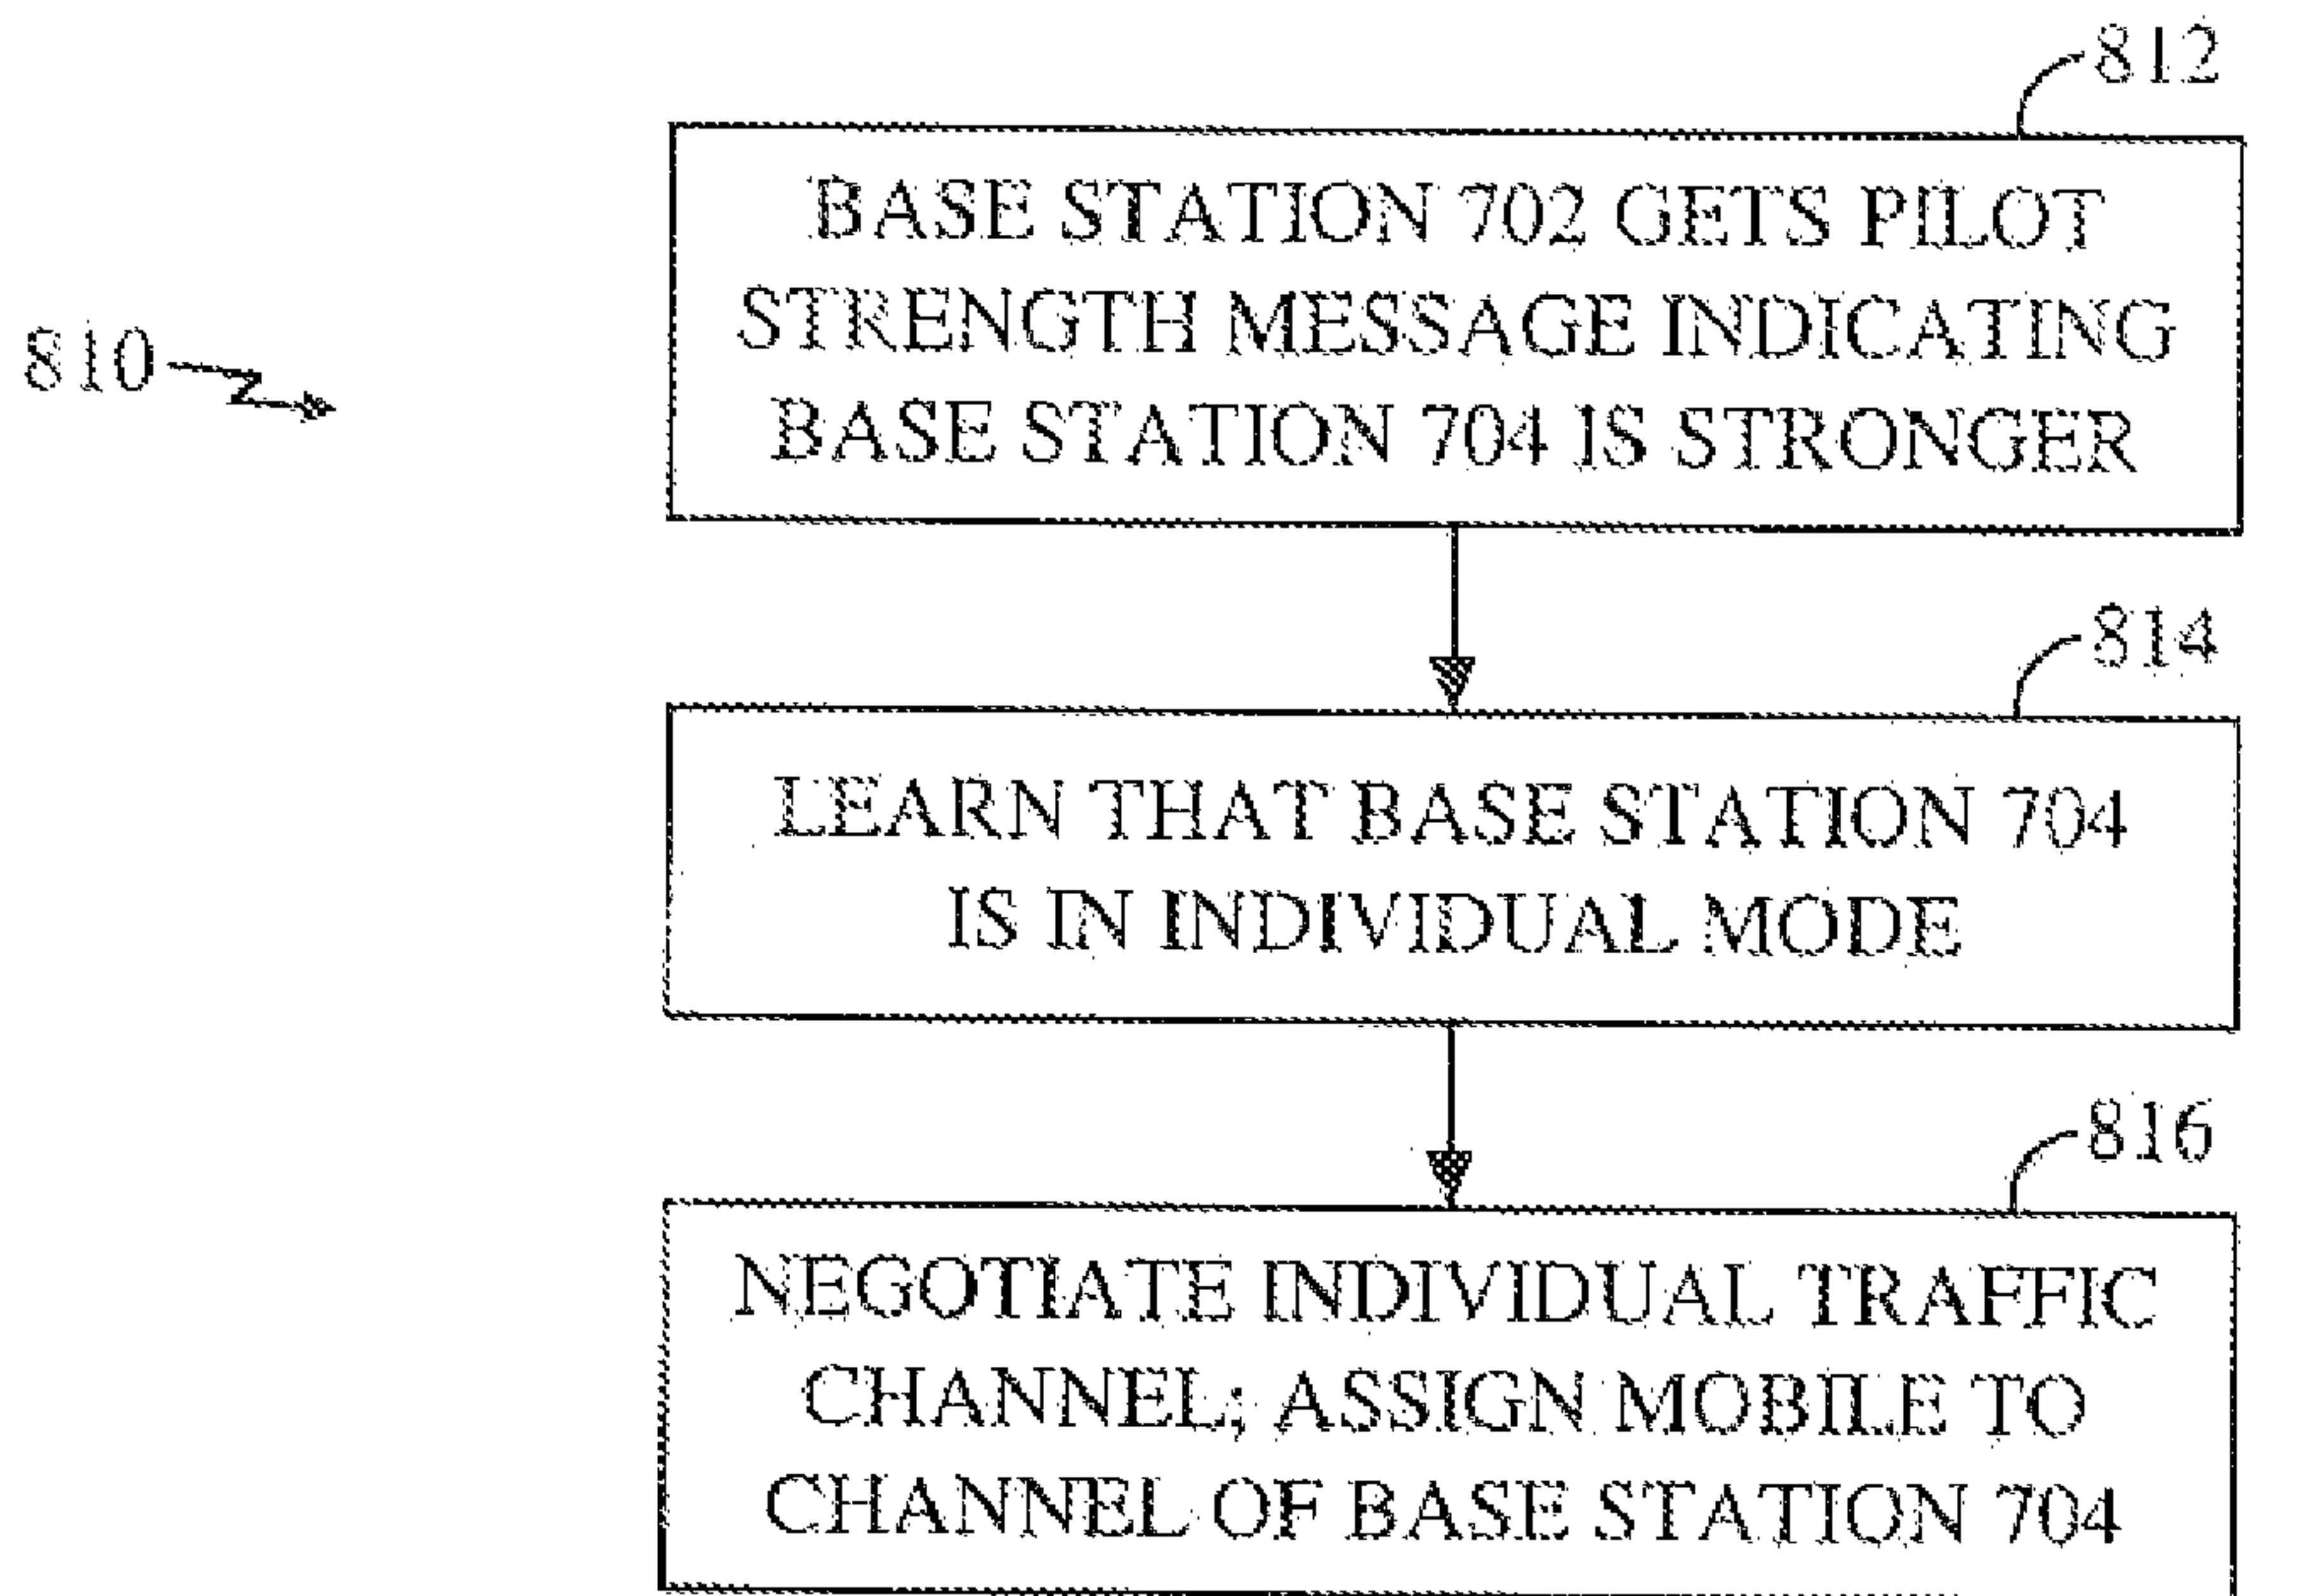 812
BASE STATION 702 GETS PILOT
STRENGTH MESSAGE INDICATING
BASE STATION 704 IS STRONGER
810
814
LEARN THAT BASE STATION 704
IS IN INDIVIDUAL MODE
816
NEGOTIATE INDIVIDUAL TRAFFIC
CHANNEL; ASSIGN MOBILE TO
CHANNEL OF BASE STATION 704